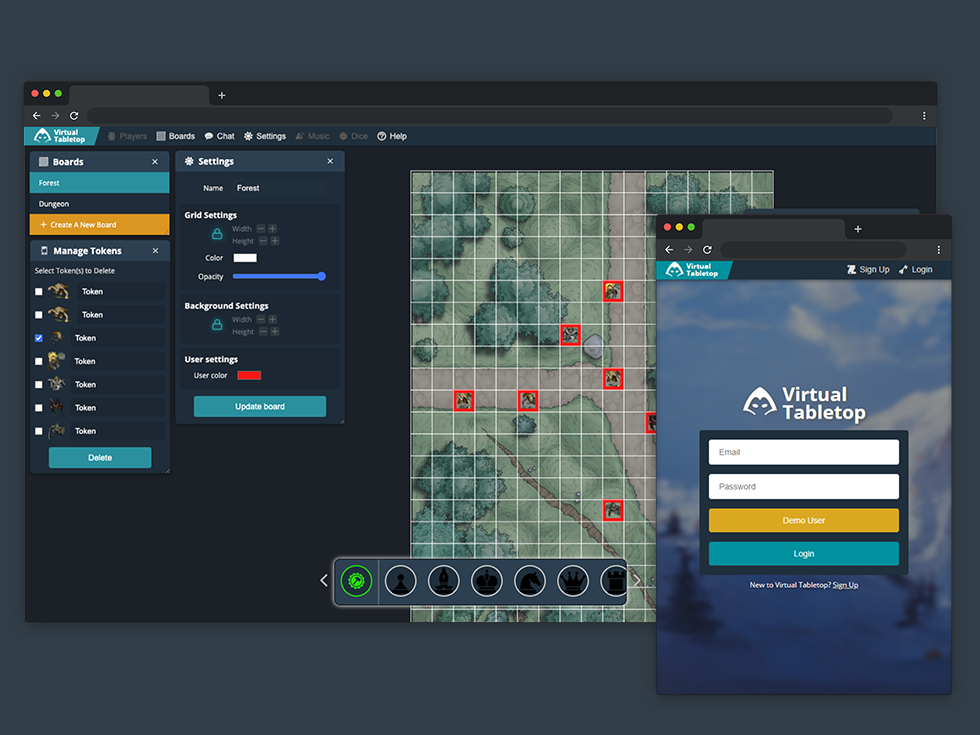 Virtual
Tabletop
Players
Boards
Chat
Settings
Music
Dice
Help
Boards
Forest
Dungeon
+ Create A New Board
Manage Tokens
Select Token(s) to Delete
Token
Token
Token
Token
Token
Token
Token
Delete
Settings
Name Forest
Grid Settings
Width
Height
Color
Opacity
Background Settings
Width
Height
User settings
User color
Update board
Virtual
Tabletop
Sign Up
Login
Virtual
Tabletop
Email
Password
Demo User
Login
New to Virtual Tabletop? Sign Up